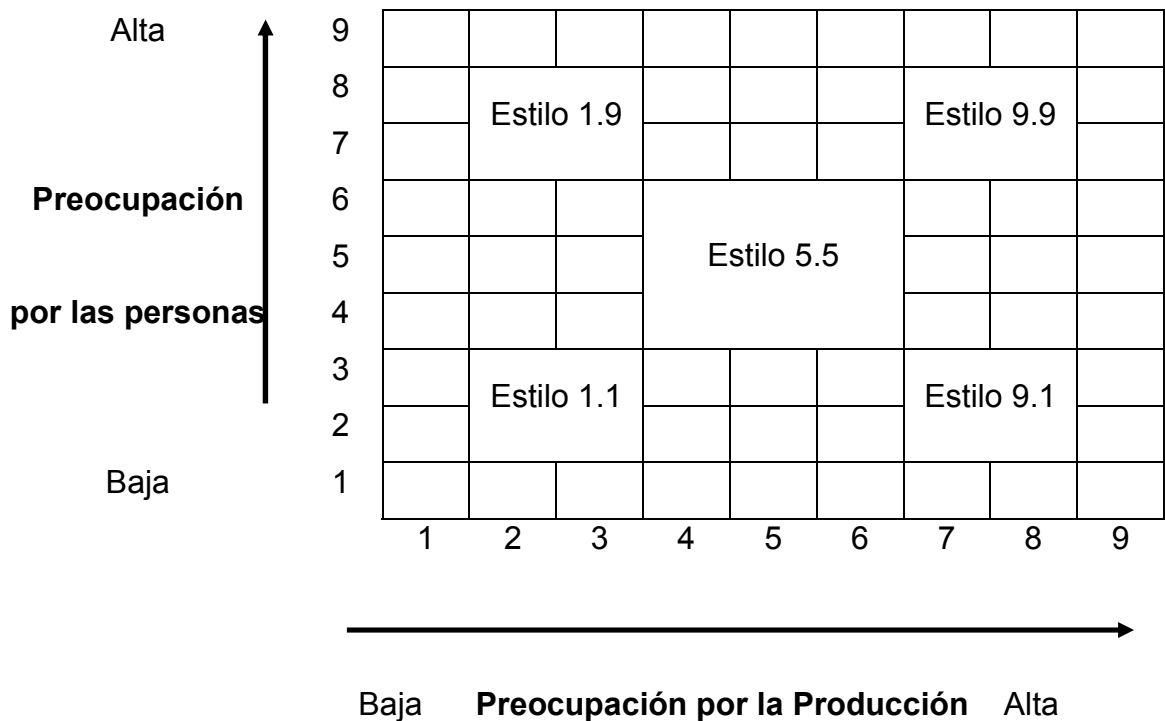 Alta 9
8
Estilo 1.9 Estilo 9.9
7
Preocupación 6
5 Estilo 5.5
por las personas 4
3
Estilo 1.1 Estilo 9.1
2
Baja 1
1 2 3 4 5 6 7 8 9
Baja Preocupación por la Producción Alta